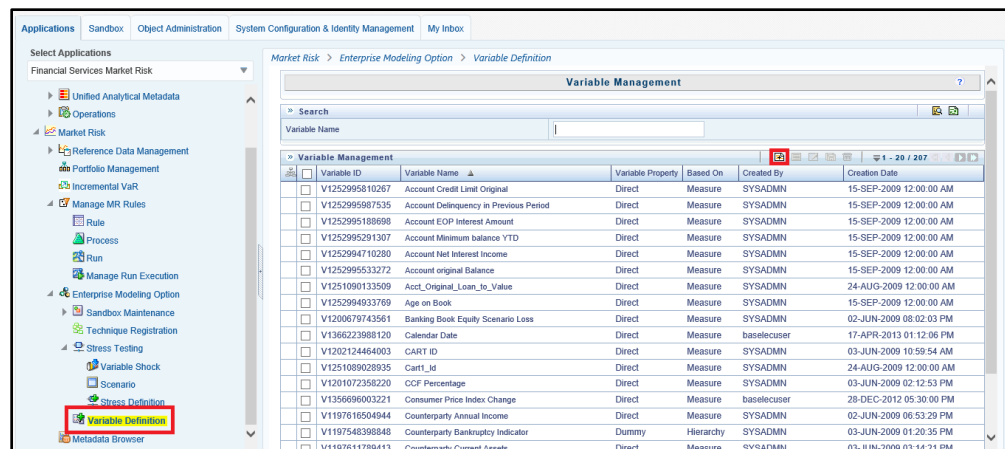 Applications Sandbox Object Administration System Configuration & Identity Management My Inbox
Select Applications
Financial Services Market Risk
Unified Analytical Metadata
Operations
Market Risk
Reference Data Management
Portfolio Management
Incremental VaR
Manage MR Rules
Rule
Process
Run
Manage Run Execution
Enterprise Modeling Option
Sandbox Maintenance
Technique Registration
Stress Testing
Variable Shock
Scenario
Stress Definition
Variable Definition
Metadata Browser
Market Risk > Enterprise Modeling Option > Variable Definition
Variable Management ?
» Search
Variable Name
» Variable Management 1 - 20 / 207
Variable ID Variable Name Variable Property Based On Created By Creation Date
V1252995810267 Account Credit Limit Original Direct Measure SYSADMN 15-SEP-2009 12:00:00 AM
V1252995987535 Account Delinquency in Previous Period Direct Measure SYSADMN 15-SEP-2009 12:00:00 AM
V1252995188698 Account EOP Interest Amount Direct Measure SYSADMN 15-SEP-2009 12:00:00 AM
V1252995291307 Account Minimum balance YTD Direct Measure SYSADMN 15-SEP-2009 12:00:00 AM
V1252994710280 Account Net Interest Income Direct Measure SYSADMN 15-SEP-2009 12:00:00 AM
V1252995533272 Account original Balance Direct Measure SYSADMN 15-SEP-2009 12:00:00 AM
V1251090133509 Acct_Original_Loan_to_Value Direct Measure SYSADMN 24-AUG-2009 12:00:00 AM
V1252994933769 Age on Book Direct Measure SYSADMN 15-SEP-2009 12:00:00 AM
V1200679743561 Banking Book Equity Scenario Loss Direct Measure SYSADMN 02-JUN-2009 08:02:03 PM
V1366223988120 Calendar Date Direct Measure baselecuser 17-APR-2013 01:12:06 PM
V1202124464003 CART ID Direct Measure SYSADMN 03-JUN-2009 10:59:54 AM
V1251089028935 Cart1_Id Direct Measure SYSADMN 24-AUG-2009 12:00:00 AM
V1201072358220 CCF Percentage Direct Measure SYSADMN 03-JUN-2009 02:12:53 PM
V1356696003221 Consumer Price Index Change Direct Measure baselecuser 28-DEC-2012 05:30:00 PM
V1197616504944 Counterparty Annual Income Direct Measure SYSADMN 02-JUN-2009 06:53:29 PM
V1197548398848 Counterparty Bankruptcy Indicator Dummy Hierarchy SYSADMN 03-JUN-2009 01:20:35 PM
V1197611789413 Counterparty Current Assets Direct Measure SYSADMN 03-JUN-2009 03:14:21 PM